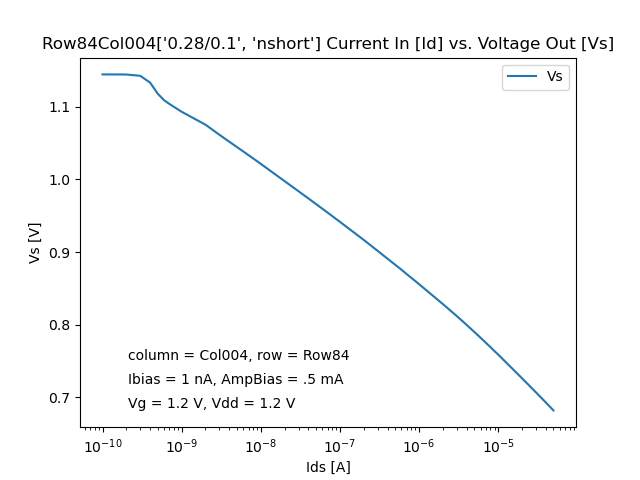 Row84Col004['0.28/0.1', 'nshort'] Current In [Id] vs. Voltage Out [Vs]
Vs
1.1
1.0
0.9
0.8
0.7
Vs [V]
column = Col004, row = Row84
Ibias = 1 nA, AmpBias = .5 mA
Vg = 1.2 V, Vdd = 1.2 V
10⁻¹⁰ 10⁻⁹ 10⁻⁸ 10⁻⁷ 10⁻⁶ 10⁻⁵
Ids [A]